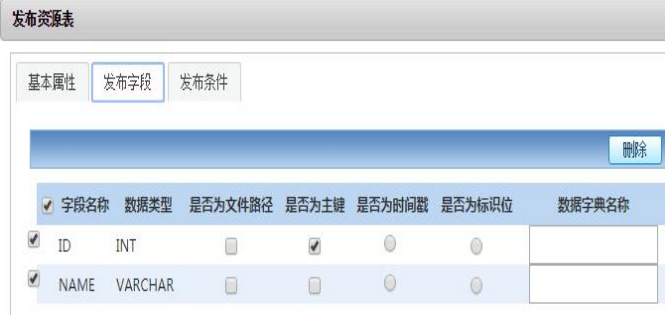 发布资源表
基本属性 发布字段 发布条件
删除
字段名称 数据类型 是否为文件路径 是否为主键 是否为时间戳 是否为标识位 数据字典名称
ID INT
NAME VARCHAR